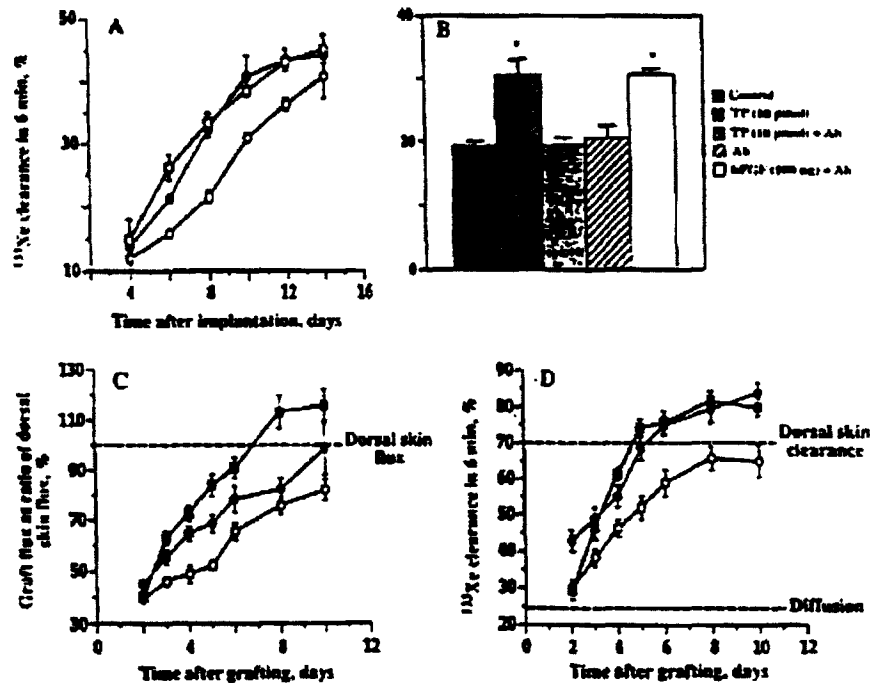 A
50
30
10
¹³³Xe clearance in 6 min, %
4 8 12 16
Time after implantation, days
B
40
20
0
Control
TP (10 pmol) + Ab
Ab
C
130
110
90
70
50
30
Graft flux as ratio of dorsal
skin flux, %
Dorsal skin
flux
0 4 8 12
Time after grafting, days
D
90
80
70
60
50
40
30
20
¹³³Xe clearance in 6 min, %
Dorsal skin
clearance
Diffusion
0 2 4 6 8 10 12
Time after grafting, days